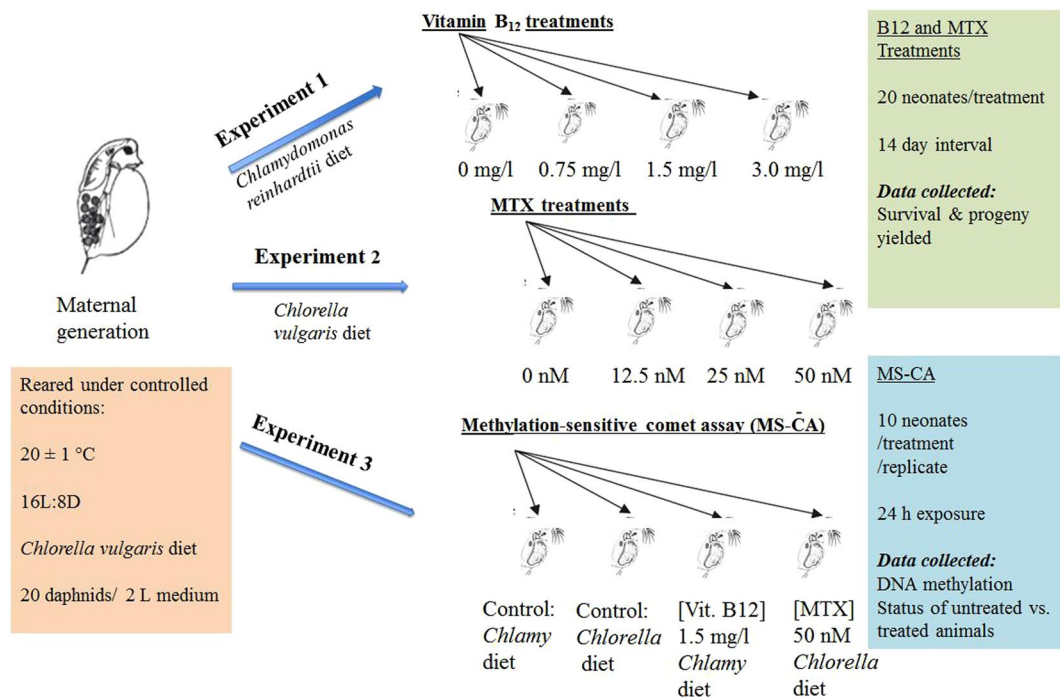 Vitamin B12 treatments
Experiment 1
Chlamydomonas
reinhardtii diet
0 mg/l 0.75 mg/l 1.5 mg/l 3.0 mg/l
MTX treatments
Experiment 2
Chlorella
vulgaris diet
0 nM 12.5 nM 25 nM 50 nM
Maternal
generation
Reared under controlled
conditions:
20 ± 1 °C
16L:8D
Chlorella vulgaris diet
20 daphnids/ 2 L medium
Experiment 3
Methylation-sensitive comet assay (MS-CA)
Control:
Chlamy
diet
Control:
Chlorella
diet
[Vit. B12]
1.5 mg/l
Chlamy
diet
[MTX]
50 nM
Chlorella
diet
B12 and MTX
Treatments
20 neonates/treatment
14 day interval
Data collected:
Survival & progeny
yielded
MS-CA
10 neonates
/treatment
/replicate
24 h exposure
Data collected:
DNA methylation
Status of untreated vs.
treated animals